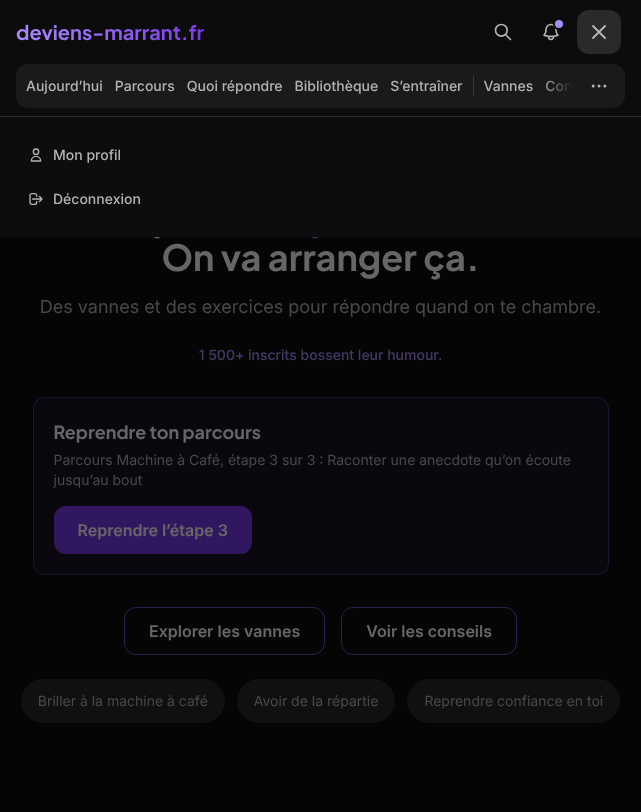 deviens-marrant.fr
Aujourd’hui Parcours Quoi répondre Bibliothèque S’entraîner Vannes Con
Mon profil
Déconnexion
On va arranger ça.
Des vannes et des exercices pour répondre quand on te chambre.
1 500+ inscrits bossent leur humour.
Reprendre ton parcours
Parcours Machine à Café, étape 3 sur 3 : Raconter une anecdote qu’on écoute
jusqu’au bout
Reprendre l’étape 3
Explorer les vannes Voir les conseils
Briller à la machine à café Avoir de la répartie Reprendre confiance en toi